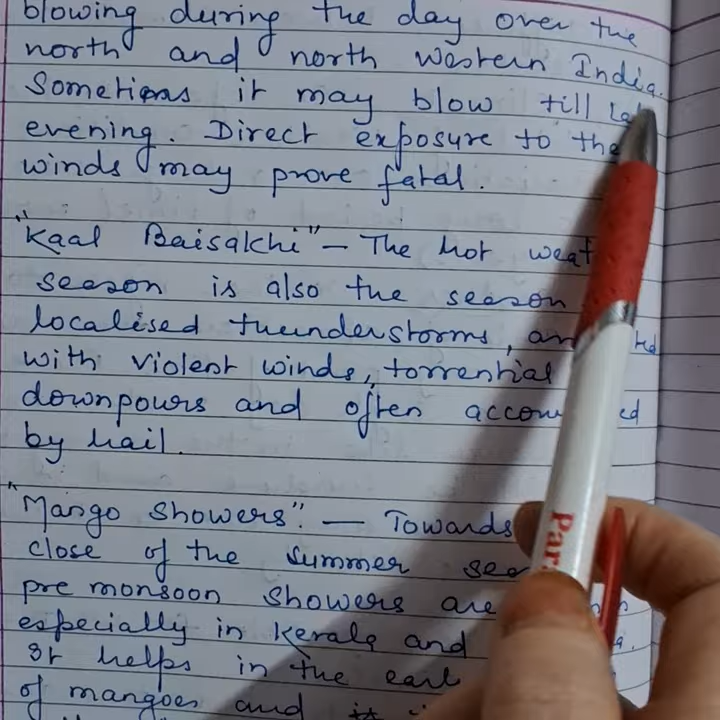 blowing during the day over the
north and north western India.
Sometimes it may blow till
evening. Direct exposure to the
winds may prove fatal.
"Kaal Baisakhi" – The hot
season is also the season
localised thunderstorms,
with violent winds, torrential
downpours and often
by hail.
"Mango Showers". — Towards
close of the summer
pre monsoon showers are
especially in Kerala and
It helps in the
of mangoes and it
Par